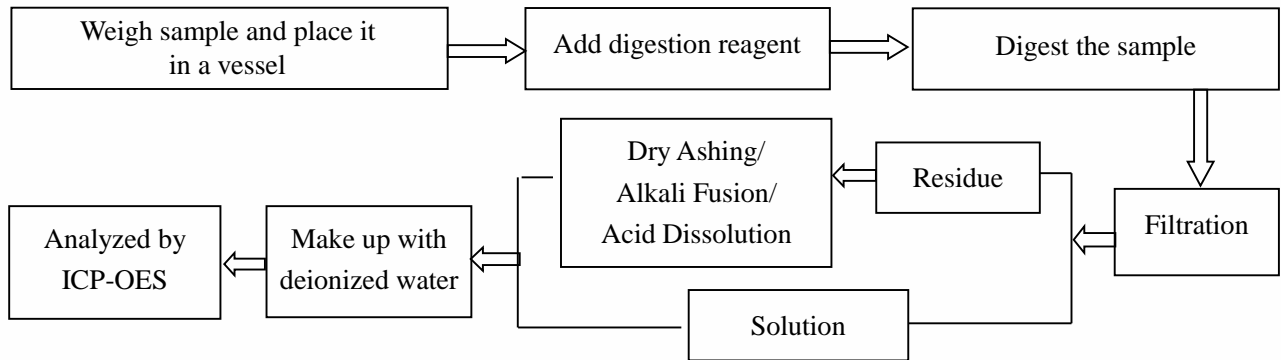 Weigh sample and place it
in a vessel
Add digestion reagent
Digest the sample
Filtration
Residue
Dry Ashing/
Alkali Fusion/
Acid Dissolution
Solution
Make up with
deionized water
Analyzed by
ICP-OES